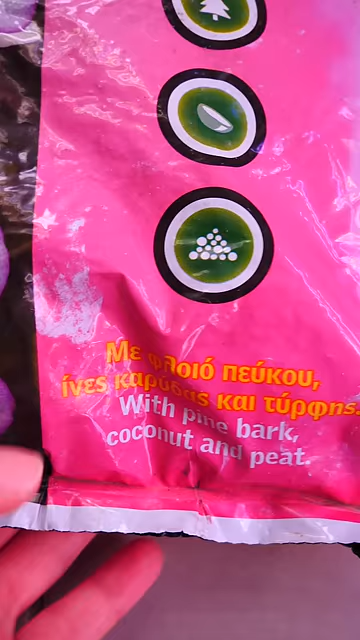 Με φλοιό πεύκου,
ίνες καρύδας και τύρφης.
With pine bark,
coconut and peat.